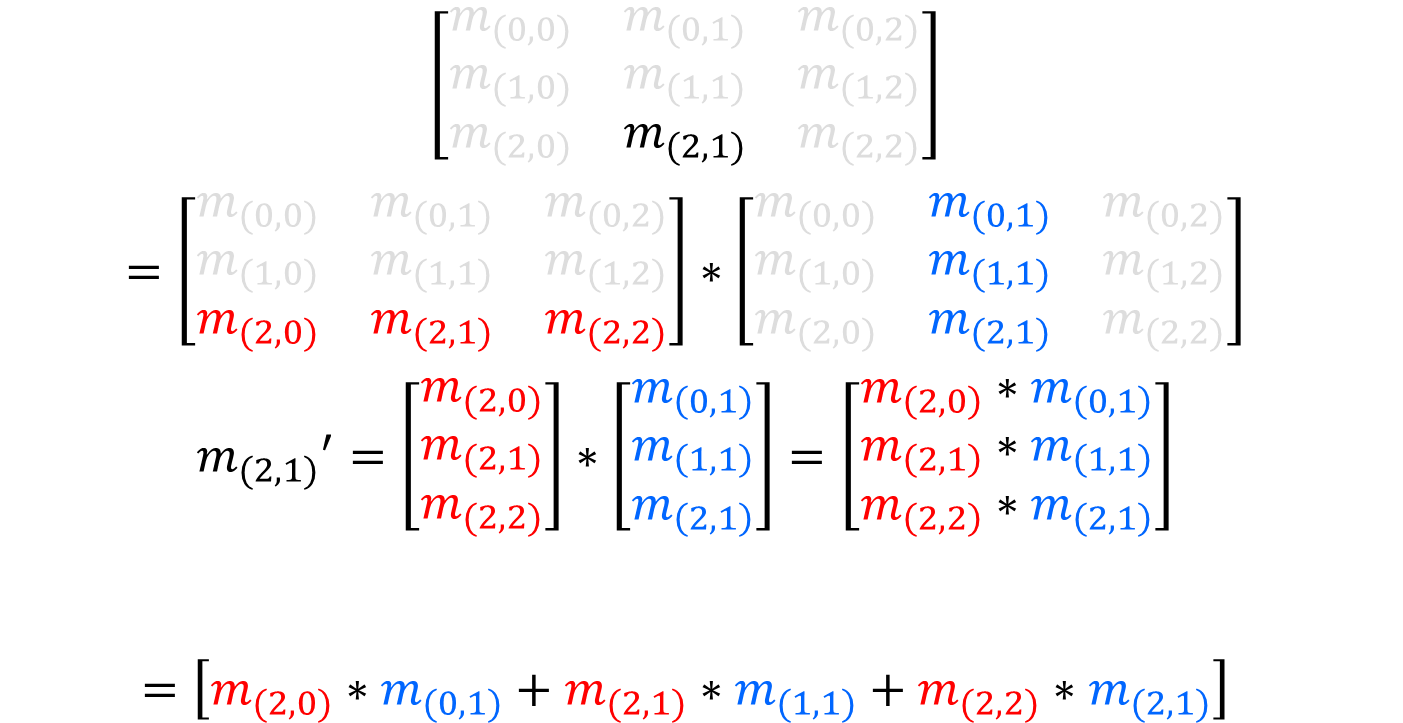 [m(0,0) m(0,1) m(0,2)
m(1,0) m(1,1) m(1,2)
m(2,0) m(2,1) m(2,2)]
= [m(0,0) m(0,1) m(0,2)
m(1,0) m(1,1) m(1,2)
m(2,0) m(2,1) m(2,2)] * [m(0,0) m(0,1) m(0,2)
m(1,0) m(1,1) m(1,2)
m(2,0) m(2,1) m(2,2)]
m(2,1)′ = [m(2,0)
m(2,1)
m(2,2)] * [m(0,1)
m(1,1)
m(2,1)] = [m(2,0) * m(0,1)
m(2,1) * m(1,1)
m(2,2) * m(2,1)]
= [m(2,0) * m(0,1) + m(2,1) * m(1,1) + m(2,2) * m(2,1)]